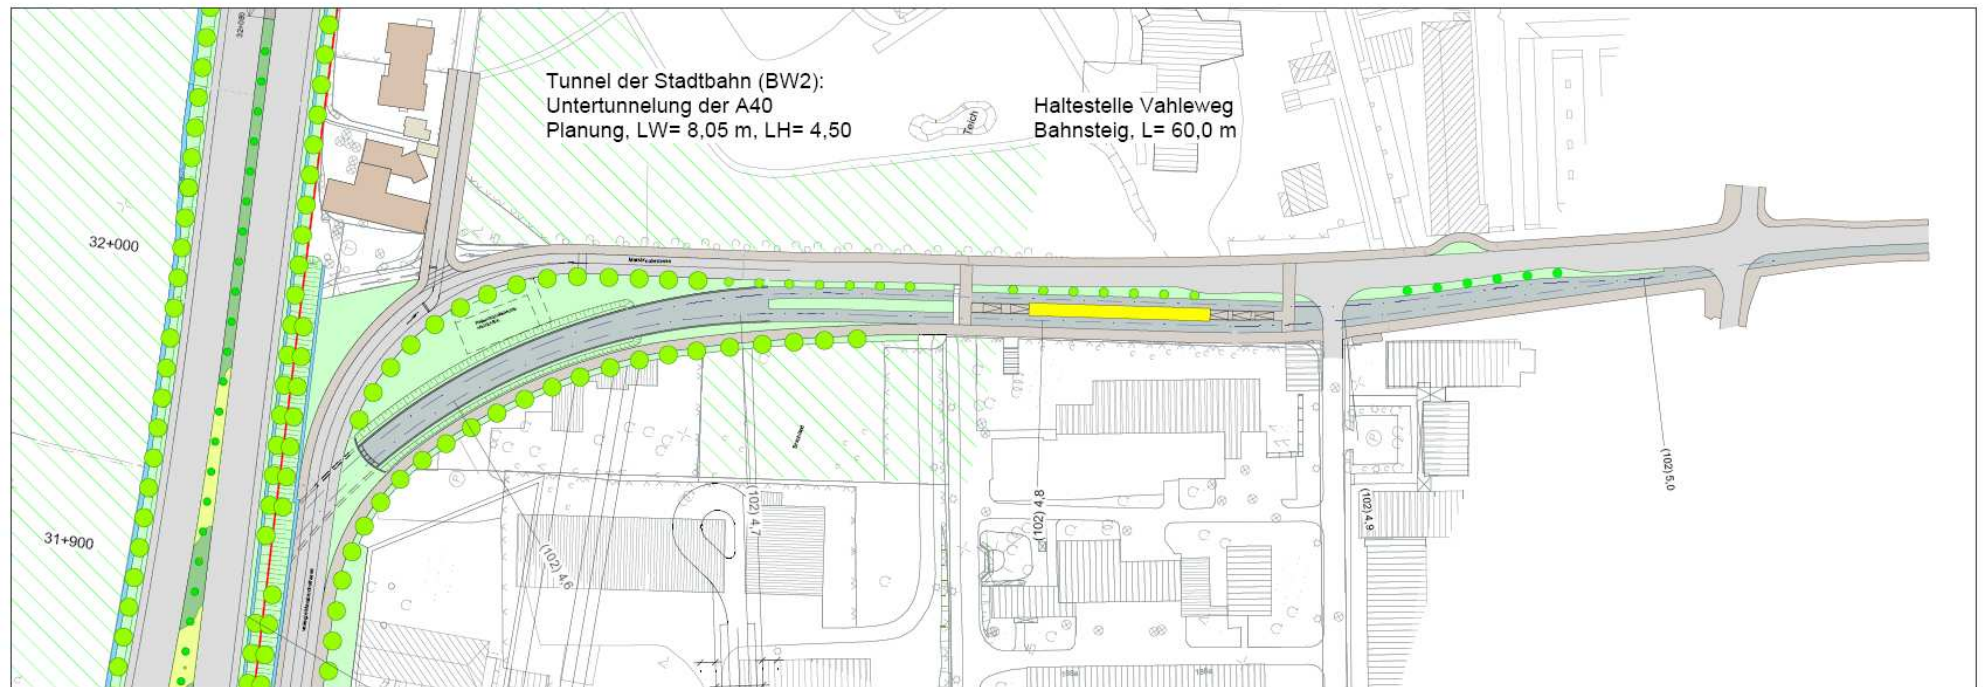 32+080
Tunnel der Stadtbahn (BW2):
Untertunnelung der A40
Planung, LW= 8,05 m, LH= 4,50
Haltestelle Vahleweg
Bahnsteig, L= 60,0 m
Teich
32+000
31+900
(102) 4,6
(102) 4,7
(102) 4,8
(102) 4,9
(102) 5,0
P
P